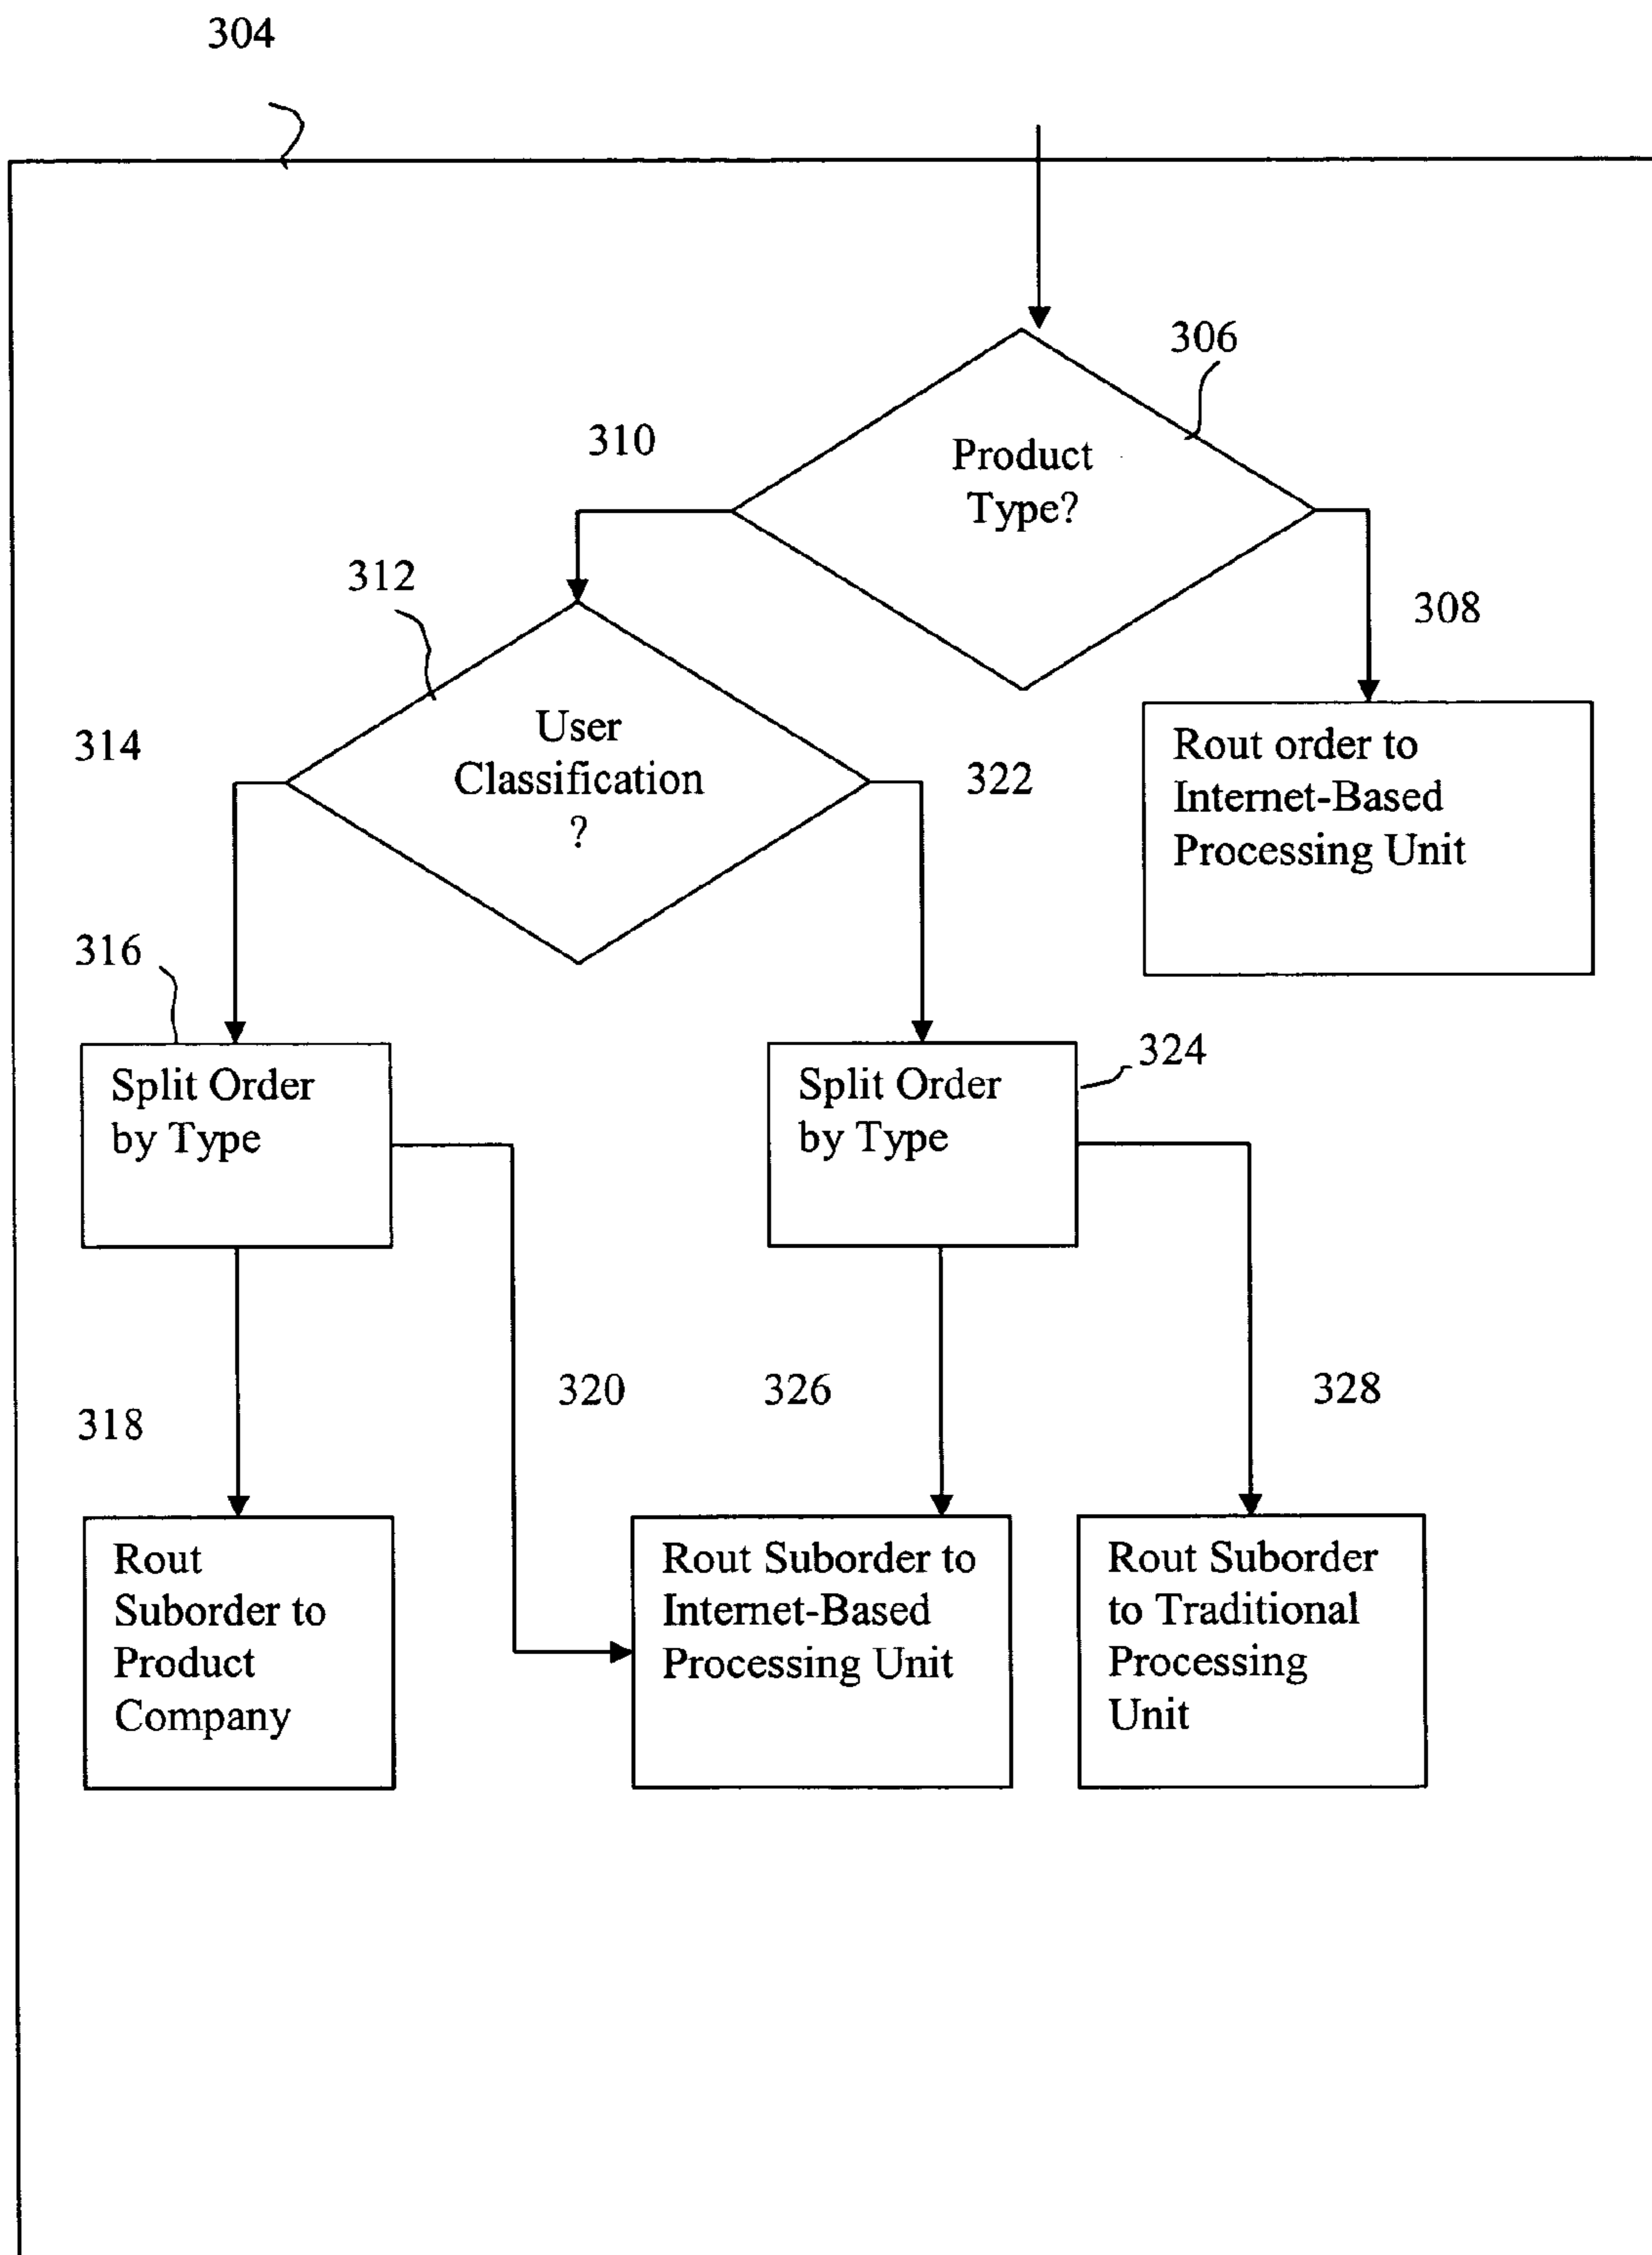 304
306
Product
Type?
310
308
312
User
Classification
?
314
322
Rout order to
Internet-Based
Processing Unit
316
Split Order
by Type
324
Split Order
by Type
318
320
326
328
Rout
Suborder to
Product
Company
Rout Suborder to
Internet-Based
Processing Unit
Rout Suborder
to Traditional
Processing
Unit